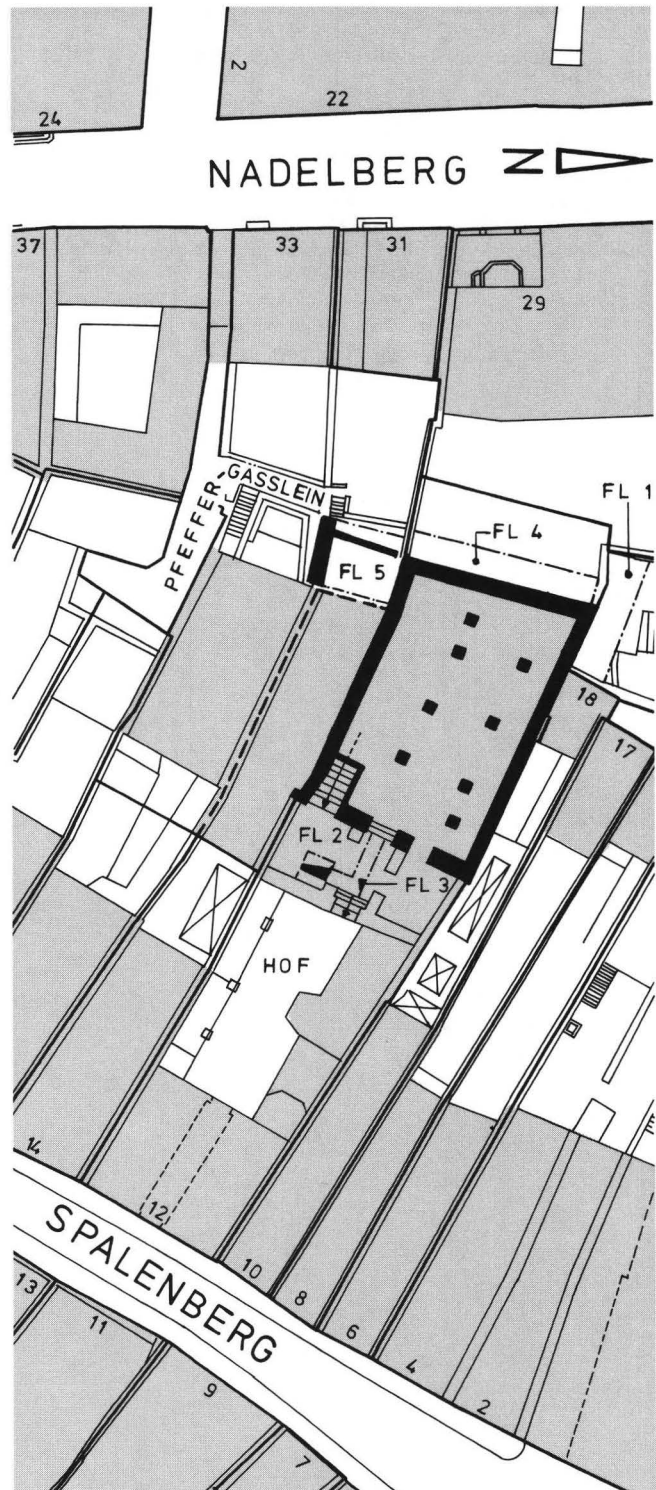 2
24
22
NADELBERG N
37
33
31
29
PFEFFER-GÄSSLEIN
FL 1
FL 4
FL 5
18
17
FL 2
FL 3
HOF
14
12
SPALENBERG
10
8
6
4
2
13
11
9
7